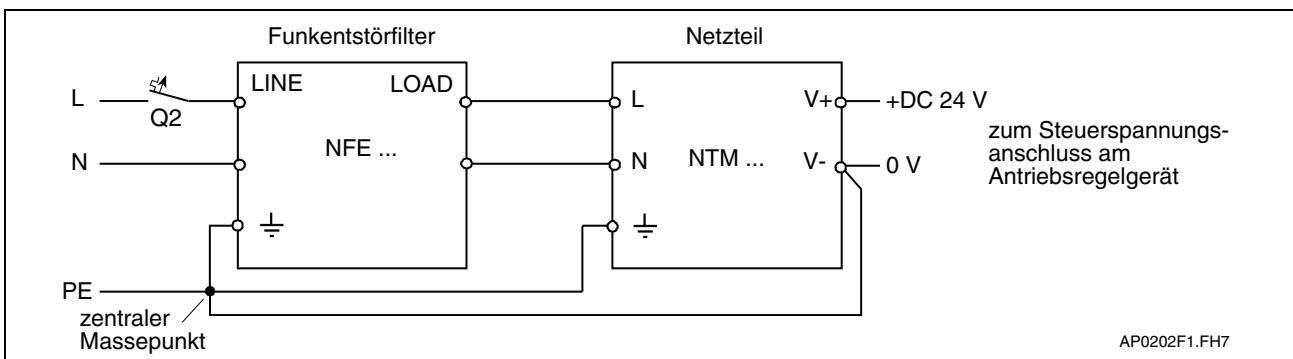 Funkentstörfilter
Netzteil
L
Q2
LINE
LOAD
L
V+
+DC 24 V
NFE ...
NTM ...
zum Steuerspannungs-
anschluss am
Antriebsregelgerät
N
N
V-
0 V
PE
zentraler
Massepunkt
AP0202F1.FH7